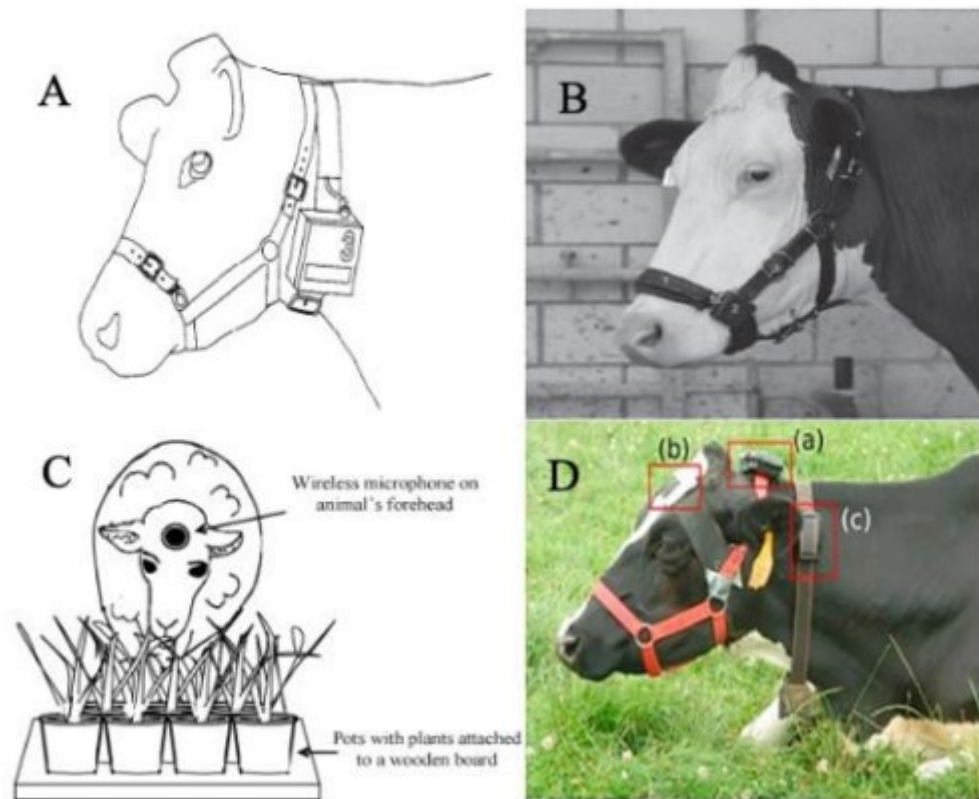 A
B
C
Wireless microphone on
animal's forehead
Pots with plants attached
to a wooden board
D
(b)
(a)
(c)